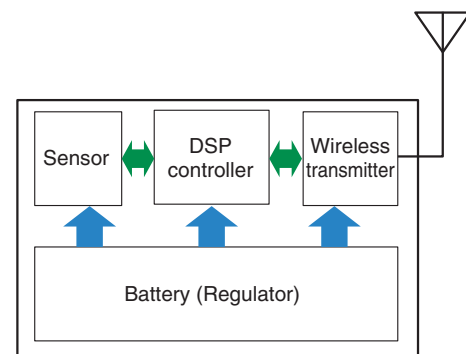 Sensor
DSP
controller
Wireless
transmitter
Battery (Regulator)